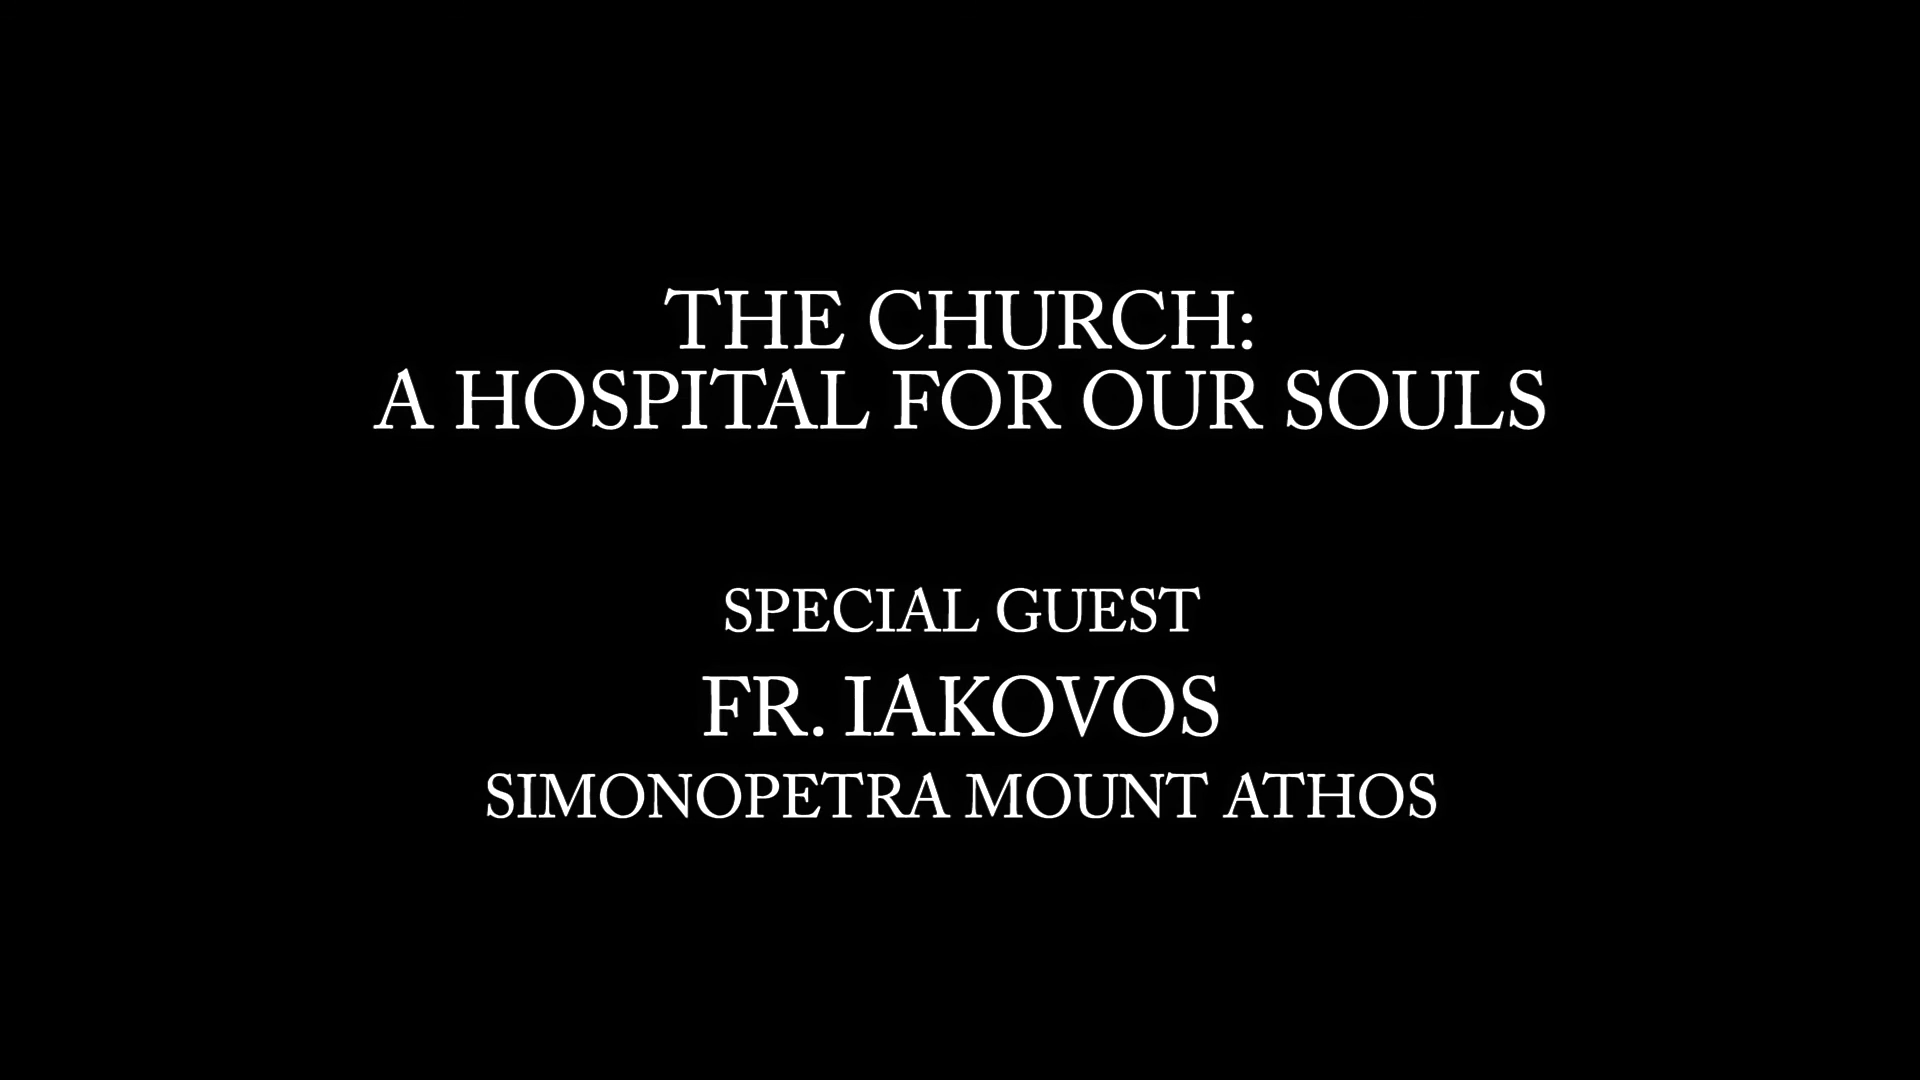 THE CHURCH:
A HOSPITAL FOR OUR SOULS
SPECIAL GUEST
FR. IAKOVOS
SIMONOPETRA MOUNT ATHOS